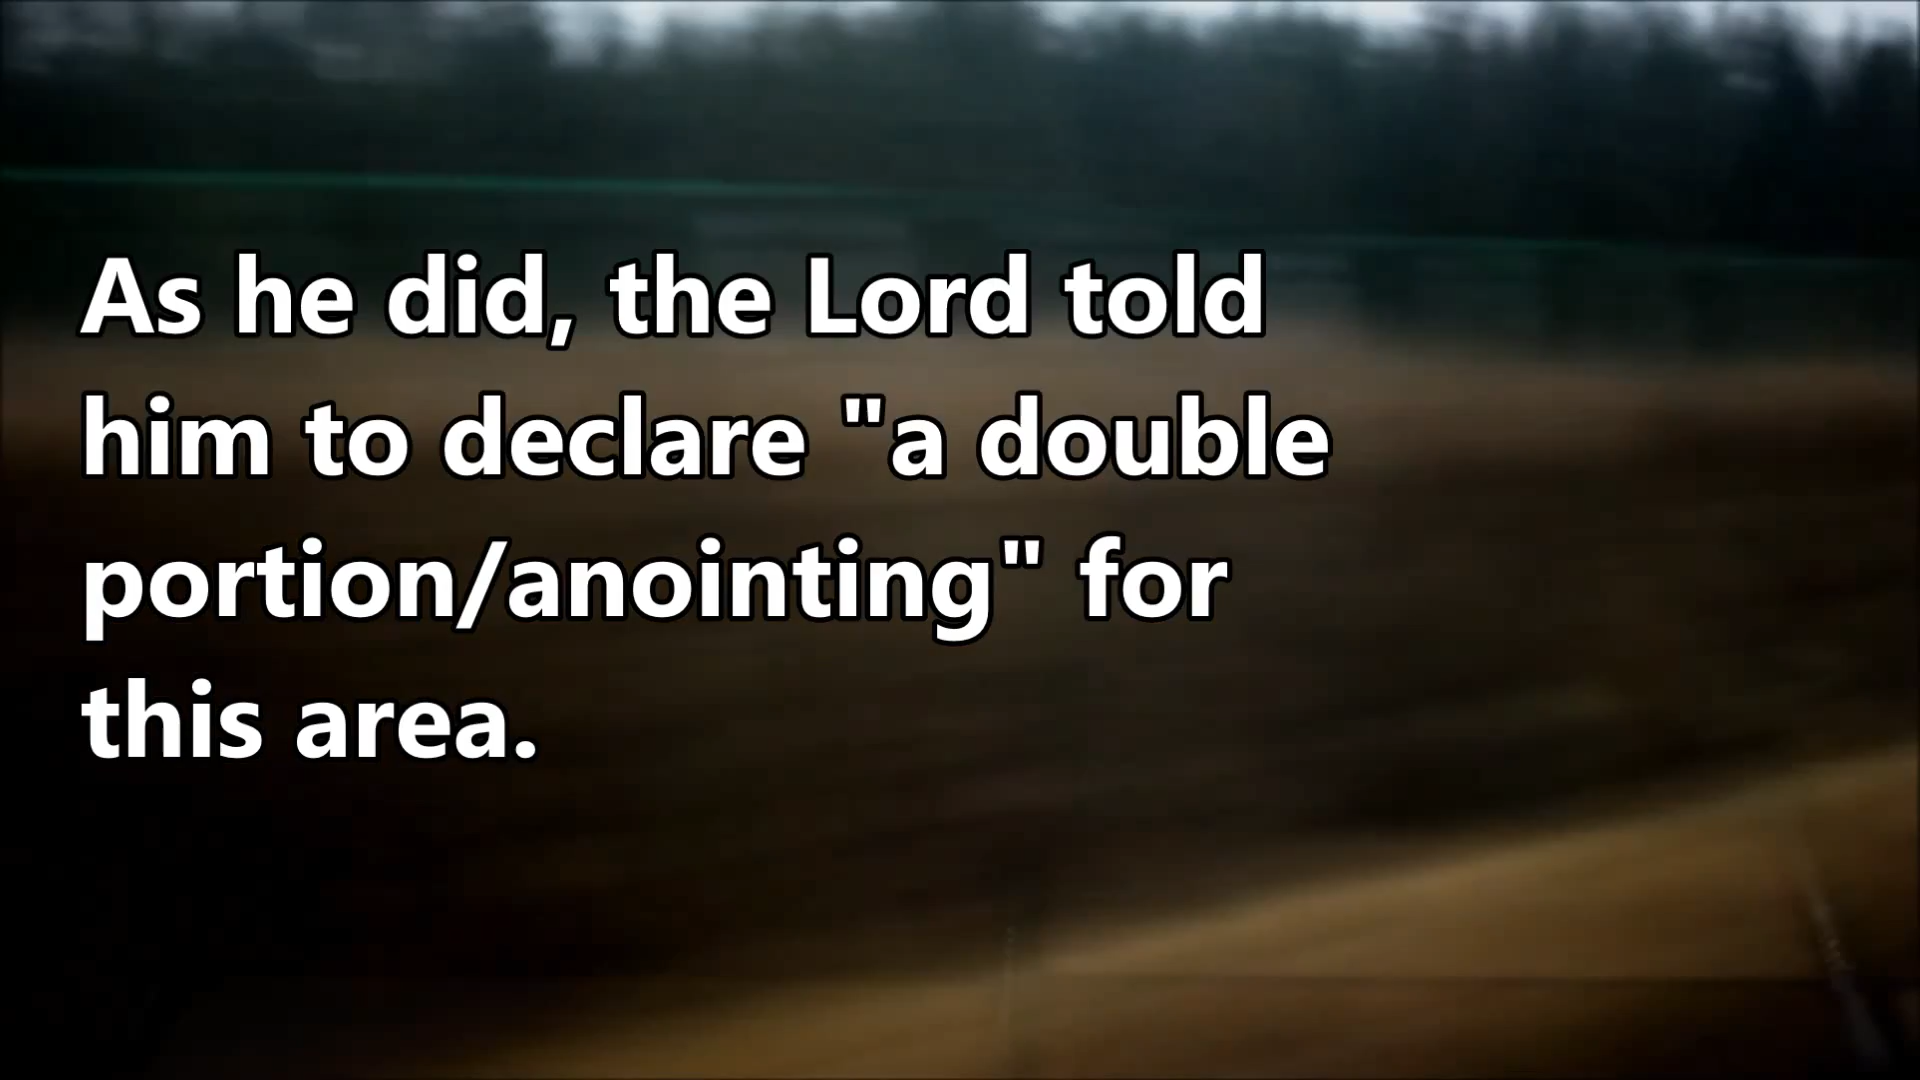 As he did, the Lord told
him to declare "a double
portion/anointing" for
this area.